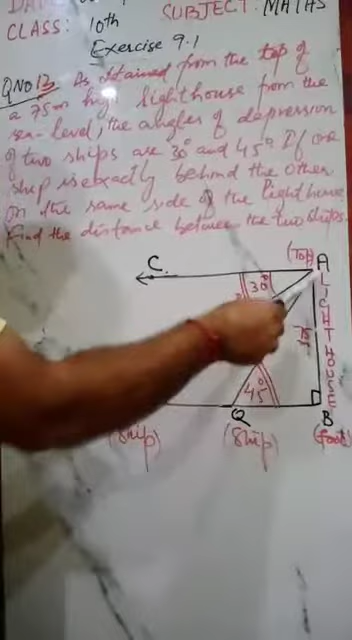 SUBJECT: MATHS
CLASS: 10th
Exercise 9.1
QNO13 As obtained from the top of
a 75m high lighthouse from the
sea-level, the angles of depression
of two ships are 30° and 45° If one
ship is exactly behind the other
on the same side of the lighthouse
Find the distance between the two ships.
(Top)
C. A
30°
LIGHTHOUSE
75
45°
Q B
(Ship) (Ship) (foot)